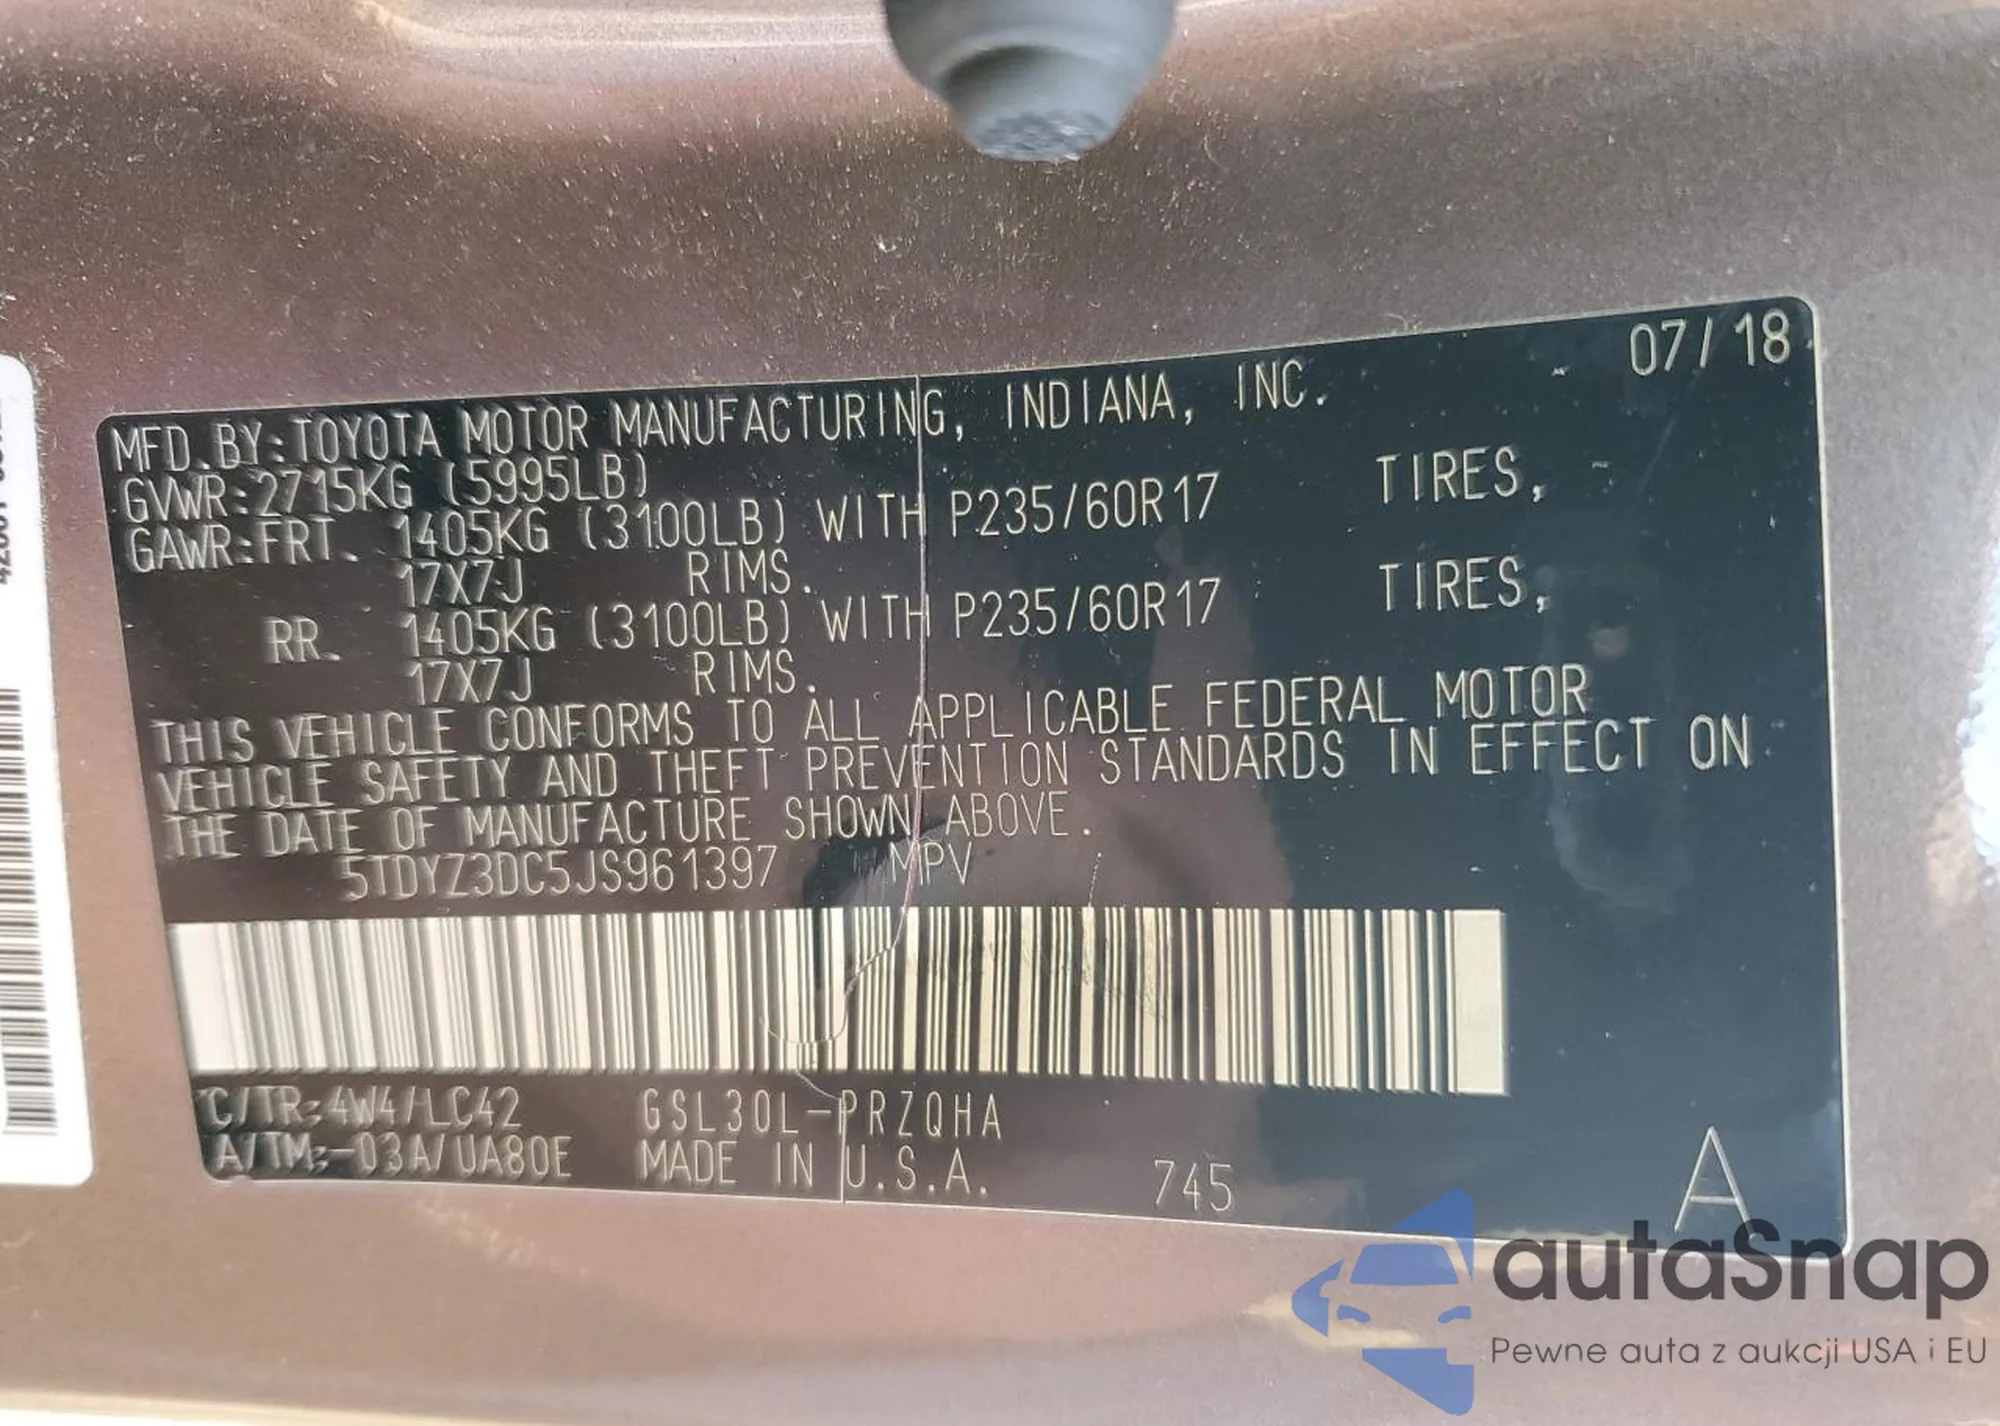 07/18
MFD.BY:TOYOTA MOTOR MANUFACTURING, INDIANA, INC.
GVWR:2715KG (5995LB)
GAWR:FRT. 1405KG (3100LB) WITH P235/60R17 TIRES,
17X7J RIMS.
RR. 1405KG (3100LB) WITH P235/60R17 TIRES,
17X7J RIMS.
THIS VEHICLE CONFORMS TO ALL APPLICABLE FEDERAL MOTOR
VEHICLE SAFETY AND THEFT PREVENTION STANDARDS IN EFFECT ON
THE DATE OF MANUFACTURE SHOWN ABOVE.
5TDYZ3DC5JS961397 MPV
C/TR:4W4/LC42 GSL30L-PRZQHA
A/TM:-03A/UA80E MADE IN U.S.A. 745 A
autaSnap
Pewne auta z aukcji USA i EU